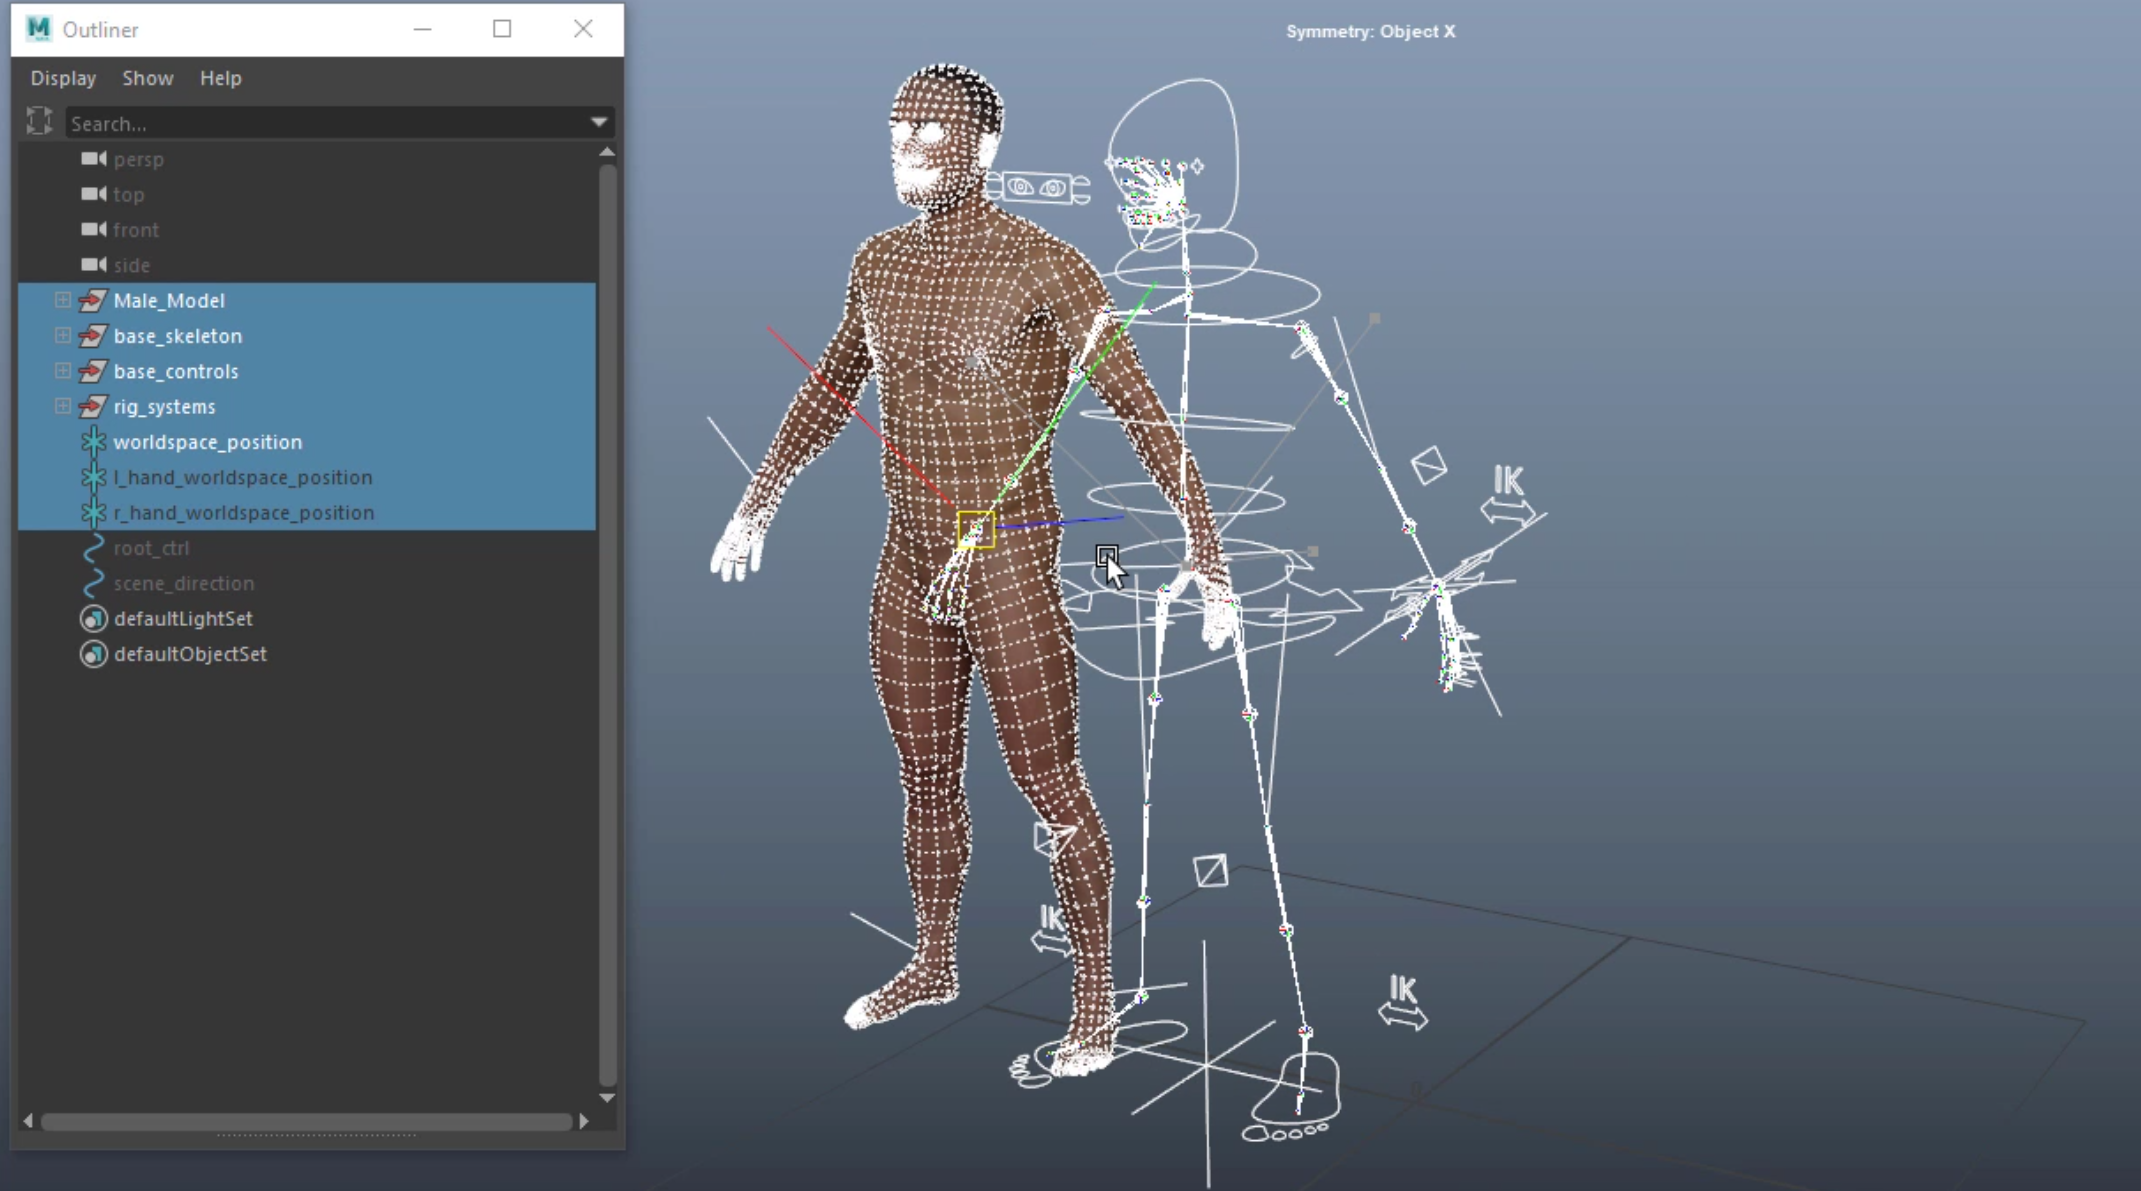 Outliner
Display Show Help
Search...
persp
top
front
side
Male_Model
base_skeleton
base_controls
rig_systems
worldspace_position
l_hand_worldspace_position
r_hand_worldspace_position
root_ctrl
scene_direction
defaultLightSet
defaultObjectSet
Symmetry: Object X
IK
IK
IK